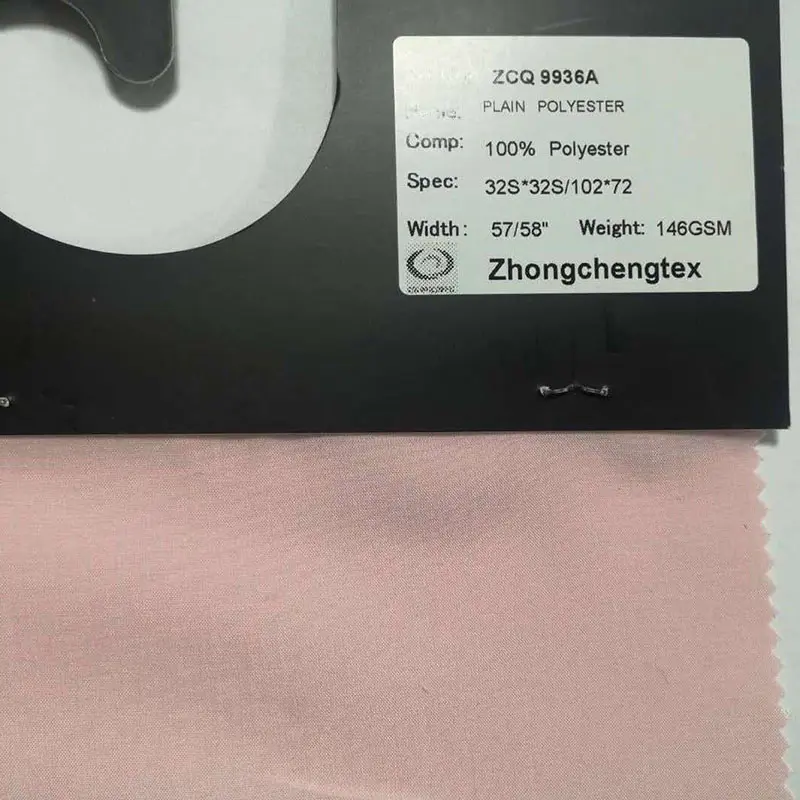 ZCQ 9936A
PLAIN POLYESTER
Comp: 100% Polyester
Spec: 32S*32S/102*72
Width: 57/58" Weight: 146GSM
Zhongchengtex